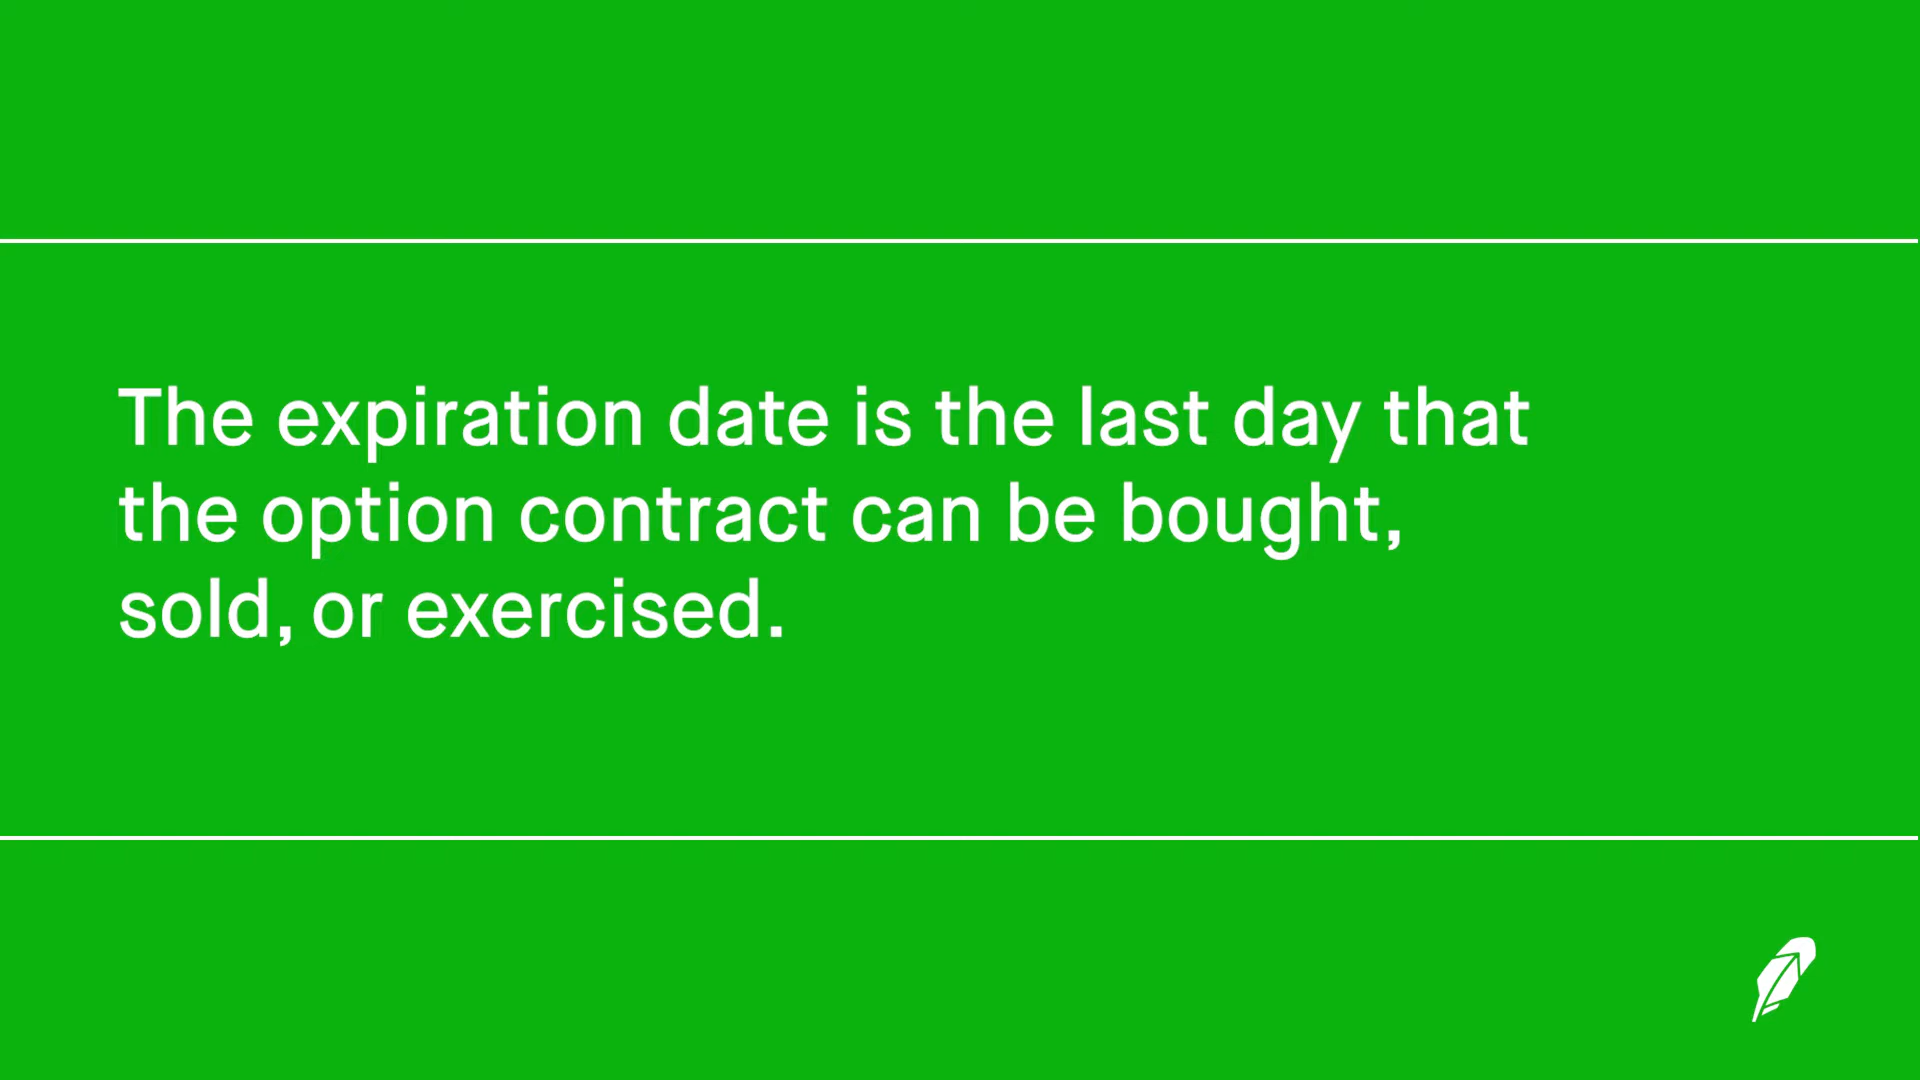 The expiration date is the last day that
the option contract can be bought,
sold, or exercised.